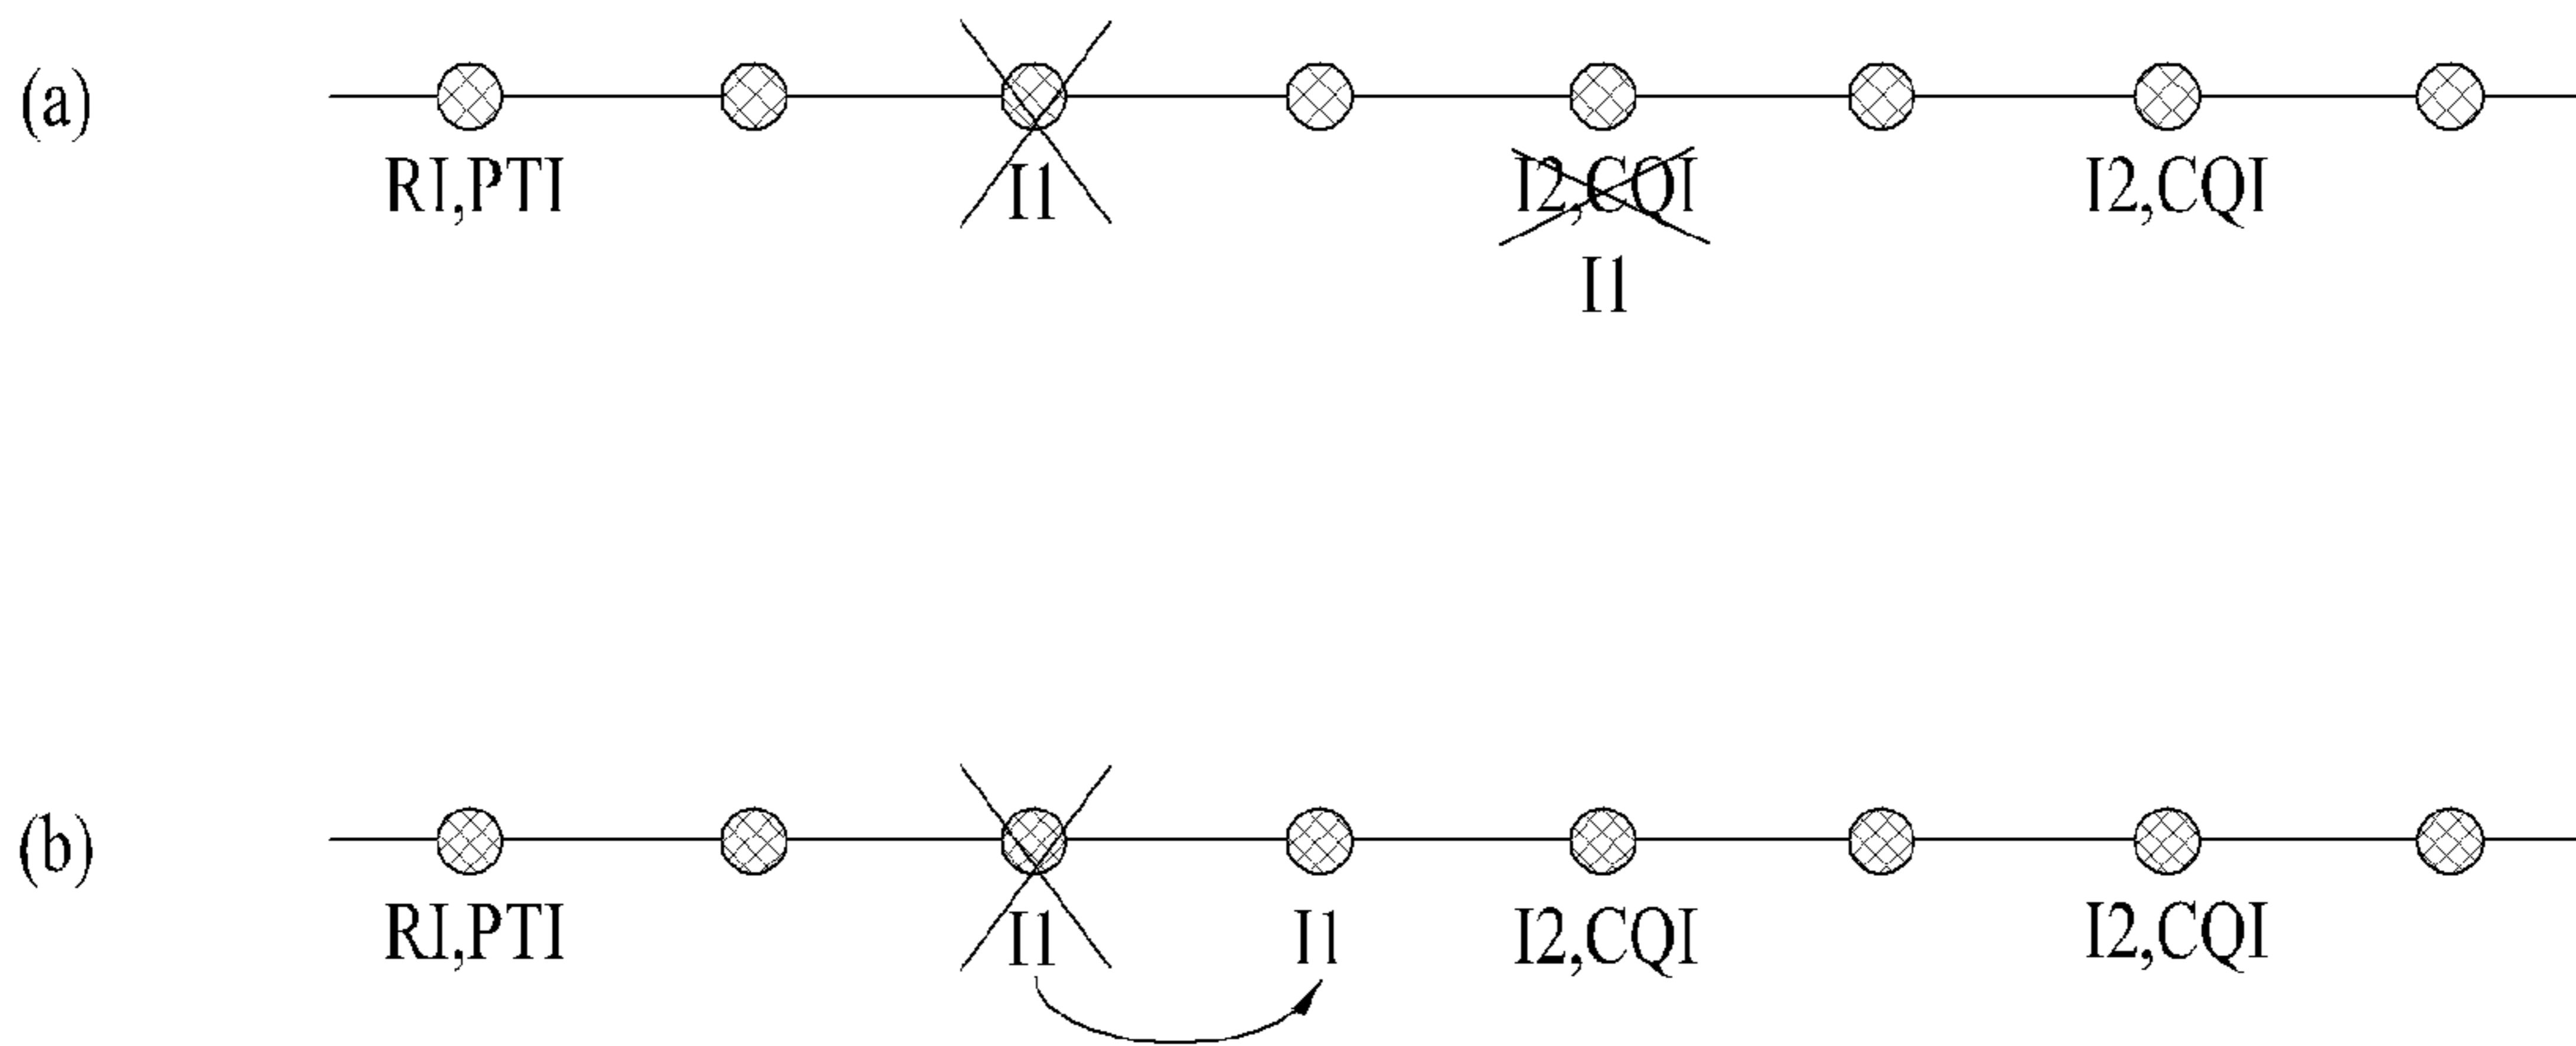 (a)
RI,PTI I1 I2,CQI I2,CQI
I1
(b)
RI,PTI I1 I1 I2,CQI I2,CQI